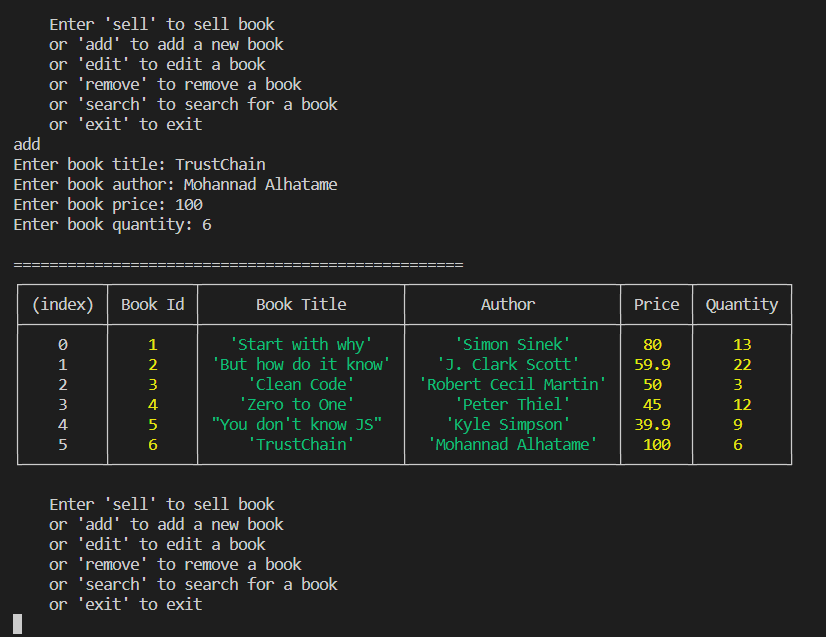 Enter 'sell' to sell book
or 'add' to add a new book
or 'edit' to edit a book
or 'remove' to remove a book
or 'search' to search for a book
or 'exit' to exit
add
Enter book title: TrustChain
Enter book author: Mohannad Alhatame
Enter book price: 100
Enter book quantity: 6
==================================================
(index) Book Id Book Title Author Price Quantity
0 1 'Start with why' 'Simon Sinek' 80 13
1 2 'But how do it know' 'J. Clark Scott' 59.9 22
2 3 'Clean Code' 'Robert Cecil Martin' 50 3
3 4 'Zero to One' 'Peter Thiel' 45 12
4 5 "You don't know JS" 'Kyle Simpson' 39.9 9
5 6 'TrustChain' 'Mohannad Alhatame' 100 6
Enter 'sell' to sell book
or 'add' to add a new book
or 'edit' to edit a book
or 'remove' to remove a book
or 'search' to search for a book
or 'exit' to exit